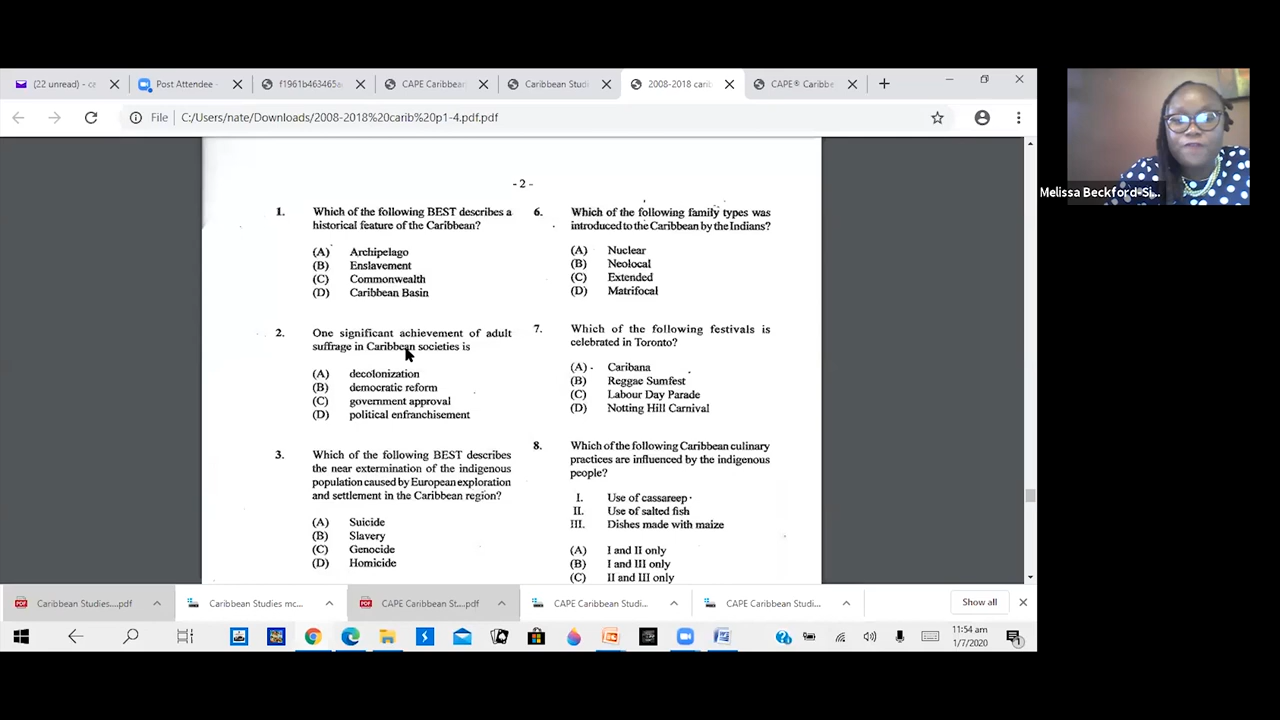 (22 unread) - ca
Post Attendee -
f1961b463465a
CAPE Caribbean
Caribbean Studi
2008-2018 carib
CAPE® Caribbe
File C:/Users/nate/Downloads/2008-2018%20carib%20p1-4.pdf.pdf
Melissa Beckford-Si...
- 2 -
1. Which of the following BEST describes a
historical feature of the Caribbean?
(A) Archipelago
(B) Enslavement
(C) Commonwealth
(D) Caribbean Basin
2. One significant achievement of adult
suffrage in Caribbean societies is
(A) decolonization
(B) democratic reform
(C) government approval
(D) political enfranchisement
3. Which of the following BEST describes
the near extermination of the indigenous
population caused by European exploration
and settlement in the Caribbean region?
(A) Suicide
(B) Slavery
(C) Genocide
(D) Homicide
6. Which of the following family types was
introduced to the Caribbean by the Indians?
(A) Nuclear
(B) Neolocal
(C) Extended
(D) Matrifocal
7. Which of the following festivals is
celebrated in Toronto?
(A) Caribana
(B) Reggae Sumfest
(C) Labour Day Parade
(D) Notting Hill Carnival
8. Which of the following Caribbean culinary
practices are influenced by the indigenous
people?
I. Use of cassareep
II. Use of salted fish
III. Dishes made with maize
(A) I and II only
(B) I and III only
(C) II and III only
Caribbean Studies....pdf
Caribbean Studies mc...
CAPE Caribbean St....pdf
CAPE Caribbean Studi...
CAPE Caribbean Studi...
Show all
11:54 am
1/7/2020